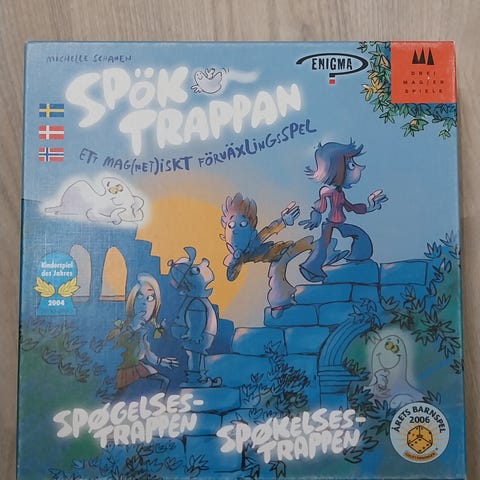 MICHELLE SCHANEN
ENIGMA
DREI
MAGIER
SPIELE
SPÖK
TRAPPAN
ETT MAG(NET)ISKT FÖRVÄXLINGSSPEL
Kinderspiel
des Jahres
2004
SPØGELSES-
TRAPPEN
SPØKELSES-
TRAPPEN
ÅRETS BARNSPEL
2006